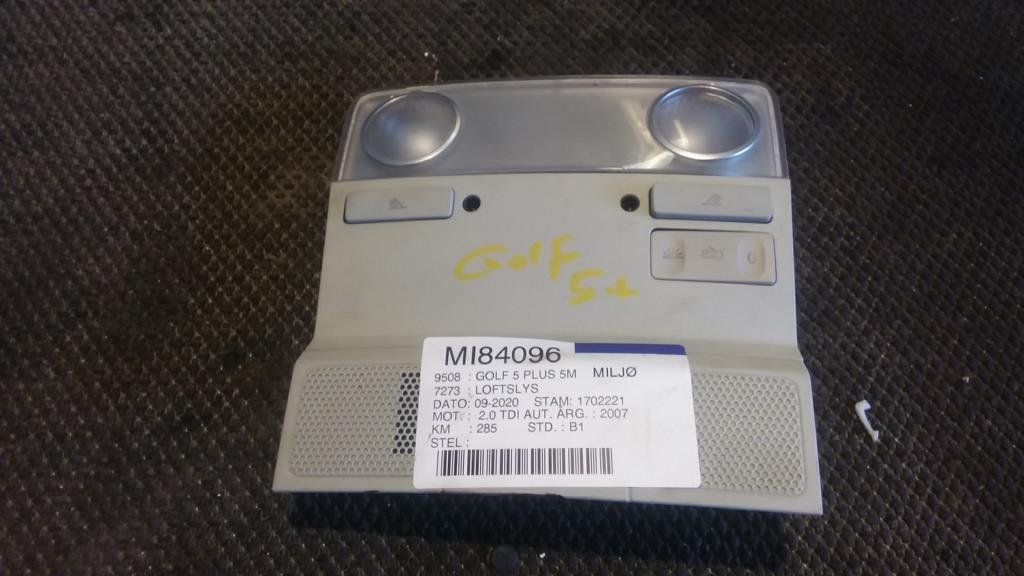 Golf
5+
MI84096
9508 : GOLF 5 PLUS 5M MILJØ
7273 : LOFTSLYS
DATO: 09-2020 STAM: 1702221
MOT. : 2.0 TDI AUT. ÅRG. : 2007
KM : 285 STD. : B1
STEL :